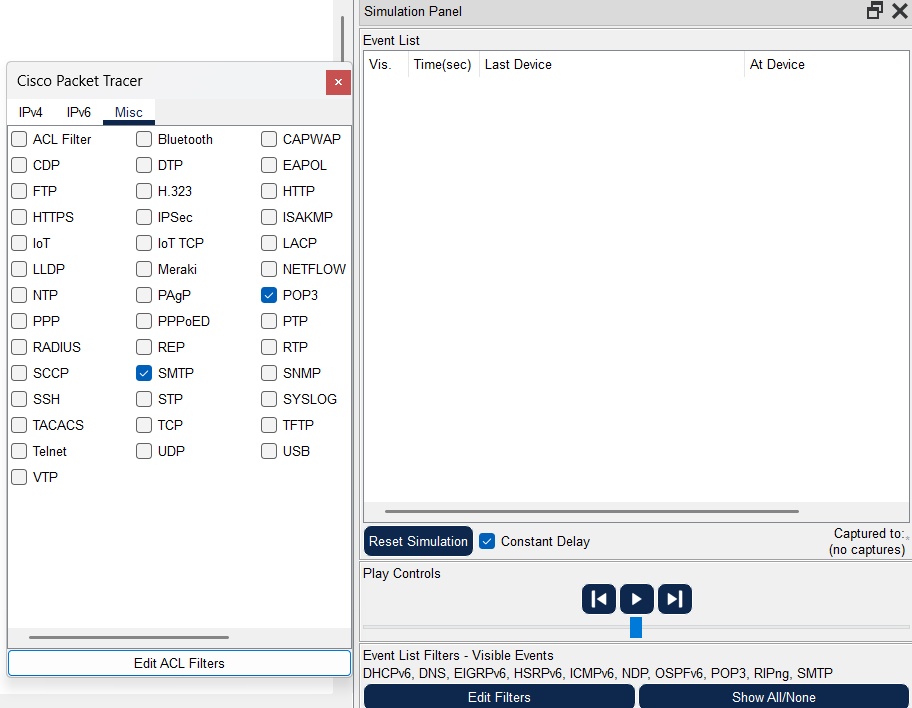 Simulation Panel
Event List
Vis. Time(sec) Last Device At Device
Cisco Packet Tracer
IPv4 IPv6 Misc
ACL Filter Bluetooth CAPWAP
CDP DTP EAPOL
FTP H.323 HTTP
HTTPS IPSec ISAKMP
IoT IoT TCP LACP
LLDP Meraki NETFLOW
NTP PAgP POP3
PPP PPPoED PTP
RADIUS REP RTP
SCCP SMTP SNMP
SSH STP SYSLOG
TACACS TCP TFTP
Telnet UDP USB
VTP
Edit ACL Filters
Reset Simulation Constant Delay
Captured to:
(no captures)
Play Controls
Event List Filters - Visible Events
DHCPv6, DNS, EIGRPv6, HSRPv6, ICMPv6, NDP, OSPFv6, POP3, RIPng, SMTP
Edit Filters Show All/None